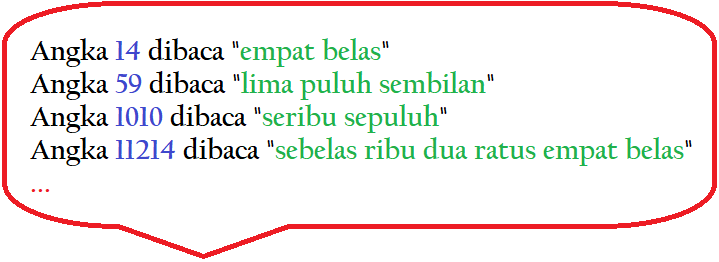 Angka 14 dibaca "empat belas"
Angka 59 dibaca "lima puluh sembilan"
Angka 1010 dibaca "seribu sepuluh"
Angka 11214 dibaca "sebelas ribu dua ratus empat belas"
...